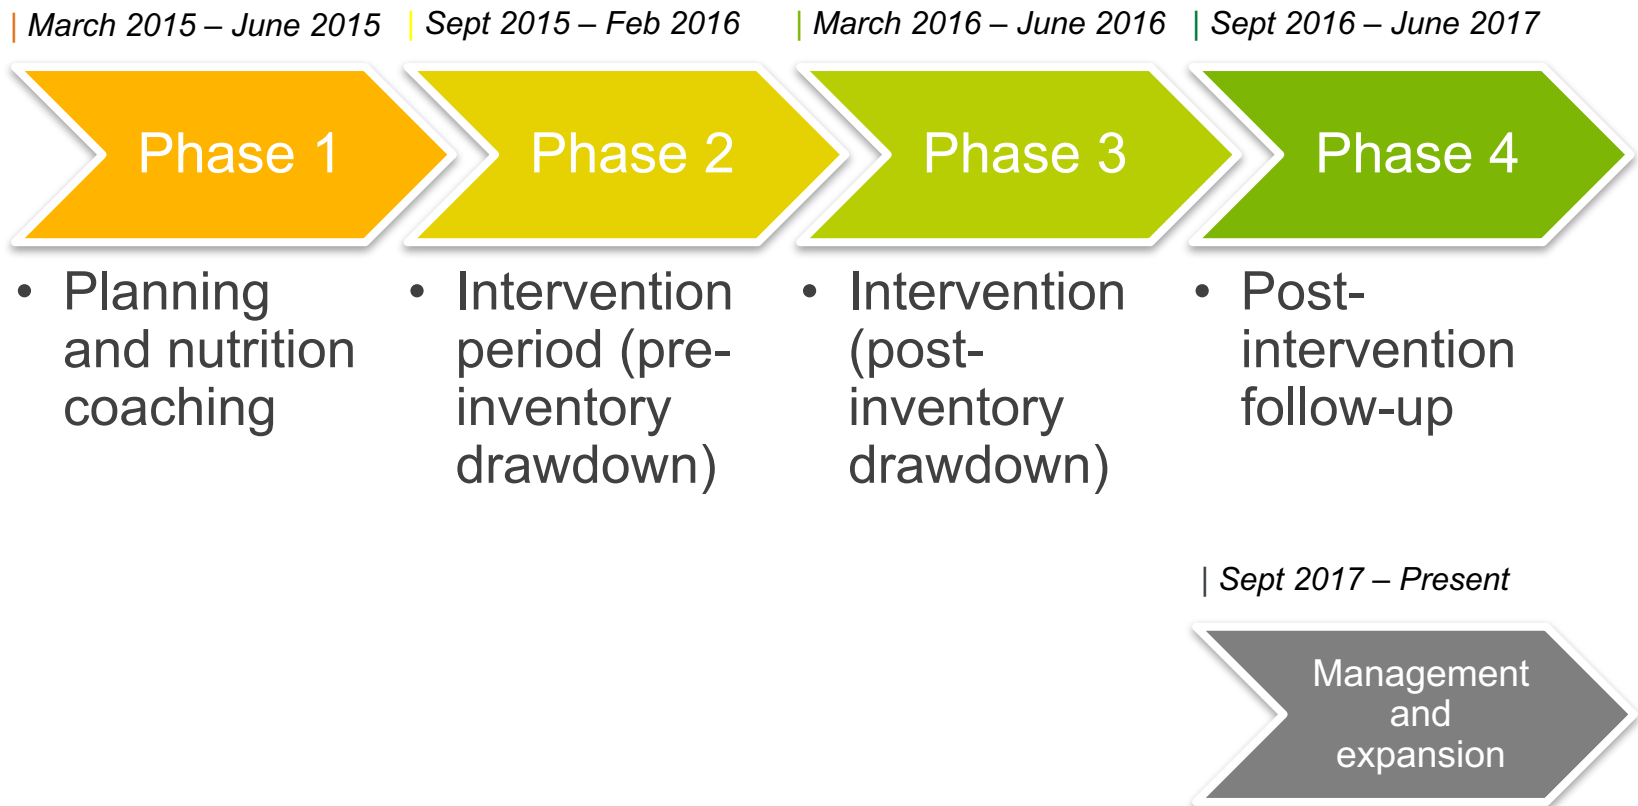 | March 2015 – June 2015
| Sept 2015 – Feb 2016
| March 2016 – June 2016
| Sept 2016 – June 2017
Phase 1
Phase 2
Phase 3
Phase 4
• Planning
and nutrition
coaching
• Intervention
period (pre-
inventory
drawdown)
• Intervention
(post-
inventory
drawdown)
• Post-
intervention
follow-up
| Sept 2017 – Present
Management
and
expansion